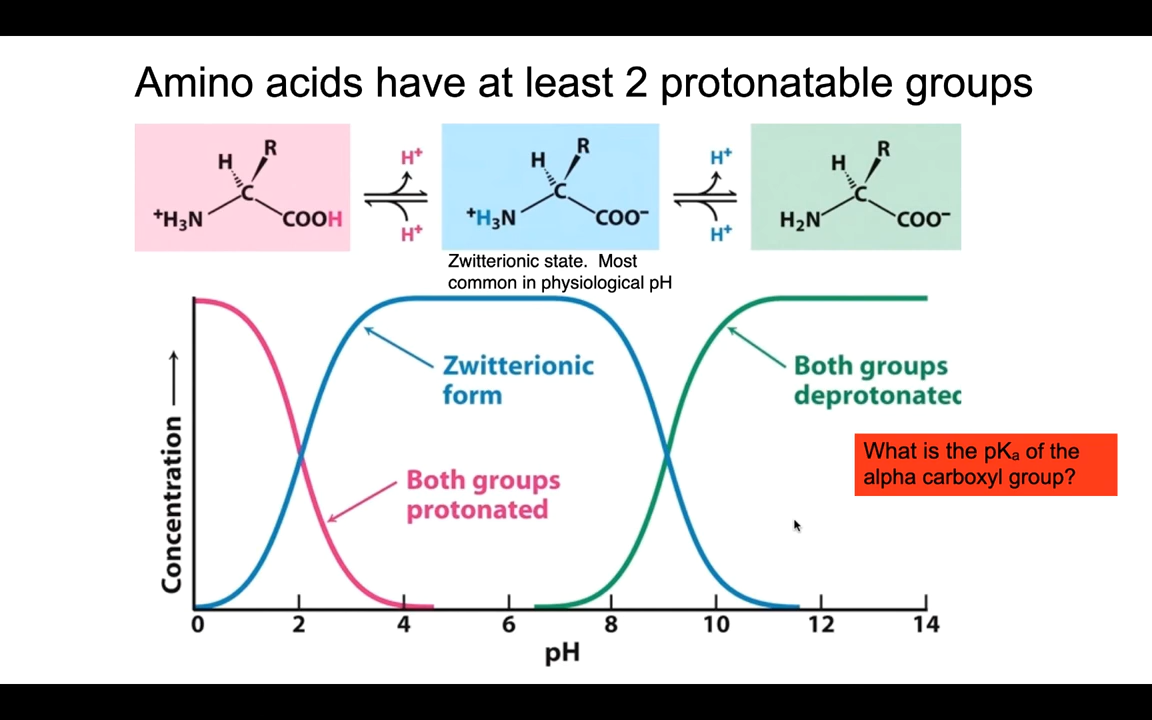 Amino acids have at least 2 protonatable groups
H R
C
⁺H₃N COOH
H⁺
H⁺
H R
C
⁺H₃N COO⁻
H⁺
H⁺
H R
C
H₂N COO⁻
Zwitterionic state. Most
common in physiological pH
Concentration
Zwitterionic
form
Both groups
protonated
Both groups
deprotonatec
What is the pKₐ of the
alpha carboxyl group?
0 2 4 6 8 10 12 14
pH